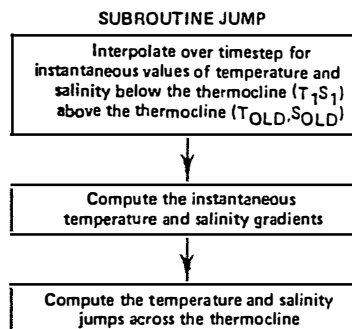 SUBROUTINE JUMP
Interpolate over timestep for
instantaneous values of temperature and
salinity below the thermocline (T1S1)
above the thermocline (TOLD,SOLD)
Compute the instantaneous
temperature and salinity gradients
Compute the temperature and salinity
jumps across the thermocline